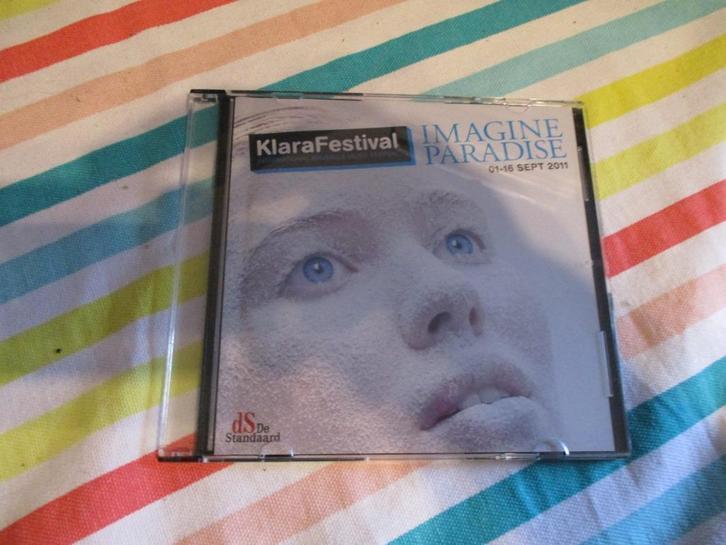 KlaraFestival
IMAGINE
PARADISE
01-16 SEPT 2011
dS De
Standaard